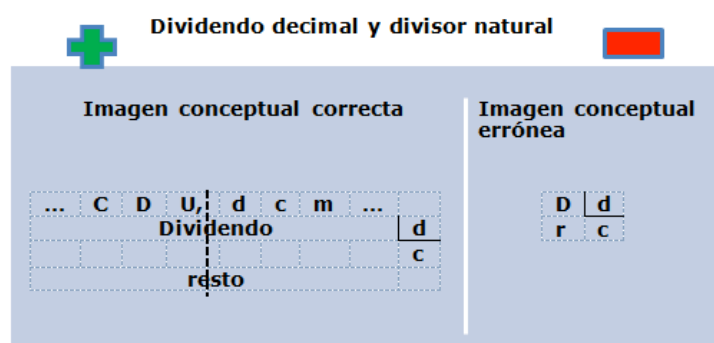 Dividendo decimal y divisor natural
Imagen conceptual correcta
... C D U, d c m ...
Dividendo d
c
resto
Imagen conceptual
errónea
D d
r c